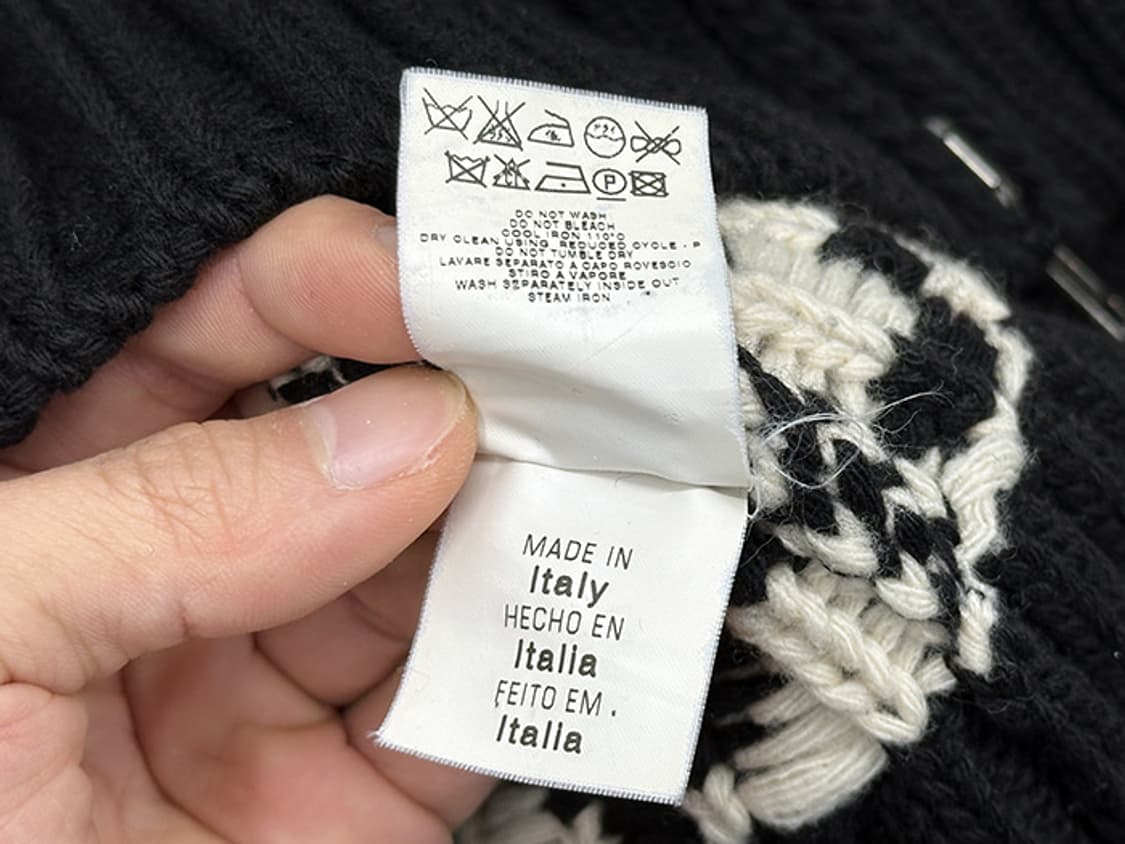 P
DO NOT WASH
DO NOT BLEACH
COOL IRON 110°C
DRY CLEAN USING REDUCED CYCLE - P
DO NOT TUMBLE DRY
LAVARE SEPARATO A CAPO ROVESCIO
STIRO A VAPORE
WASH SEPARATELY INSIDE OUT
STEAM IRON
MADE IN
Italy
HECHO EN
Italia
FEITO EM .
Italia